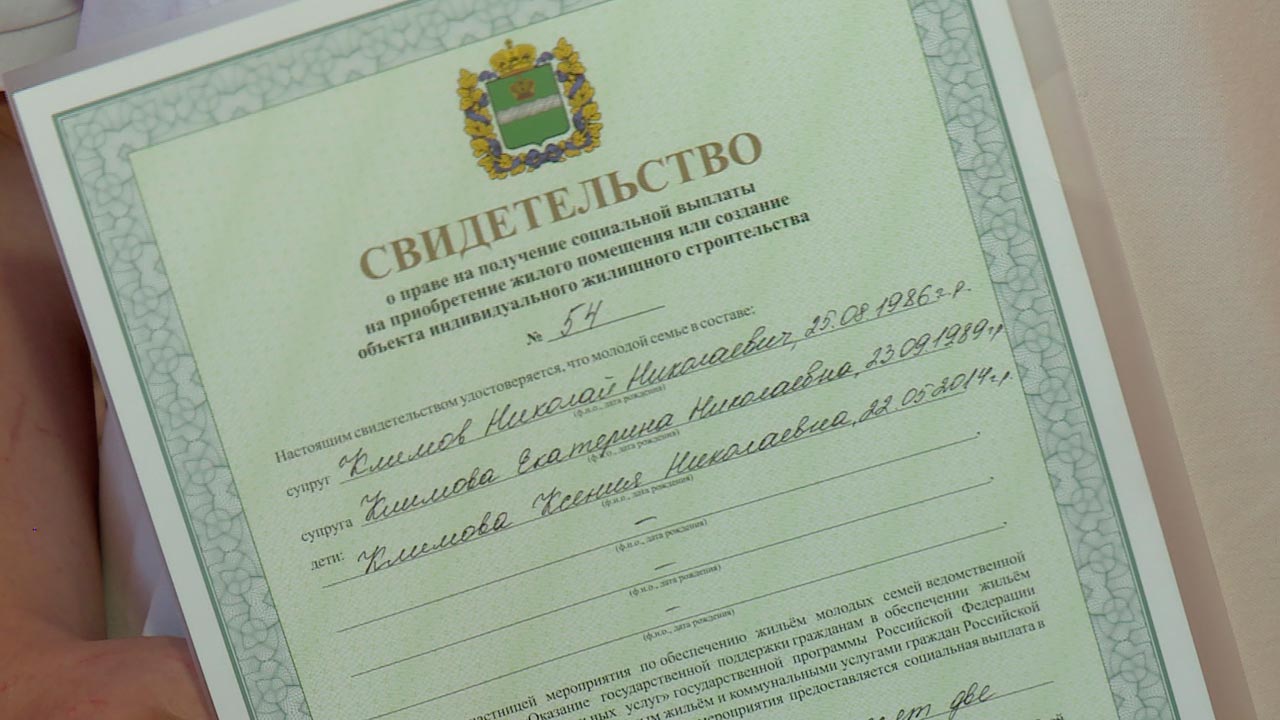 СВИДЕТЕЛЬСТВО
о праве на получение социальной выплаты
на приобретение жилого помещения или создание
объекта индивидуального жилищного строительства
№ 54
Настоящим свидетельством удостоверяется, что молодой семье в составе:
супруг Климов Николай Николаевич, 25.08.1986 г.р.
(ф.и.о., дата рождения)
супруга Климова Екатерина Николаевна, 23.09.1989 г.р
(ф.и.о., дата рождения)
дети: Климова Ксения Николаевна, 22.05.2014 г.р.
(ф.и.о., дата рождения)
—
(ф.и.о., дата рождения)
—
(ф.и.о., дата рождения)
—
(ф.и.о., дата рождения)
мероприятия по обеспечению жильём молодых семей ведомственной
Оказание государственной поддержки гражданам в обеспечении жильём
услуг» государственной программы Российской Федерации
жильём и коммунальными услугами граждан Российской
мероприятия предоставляется социальная выплата в
две